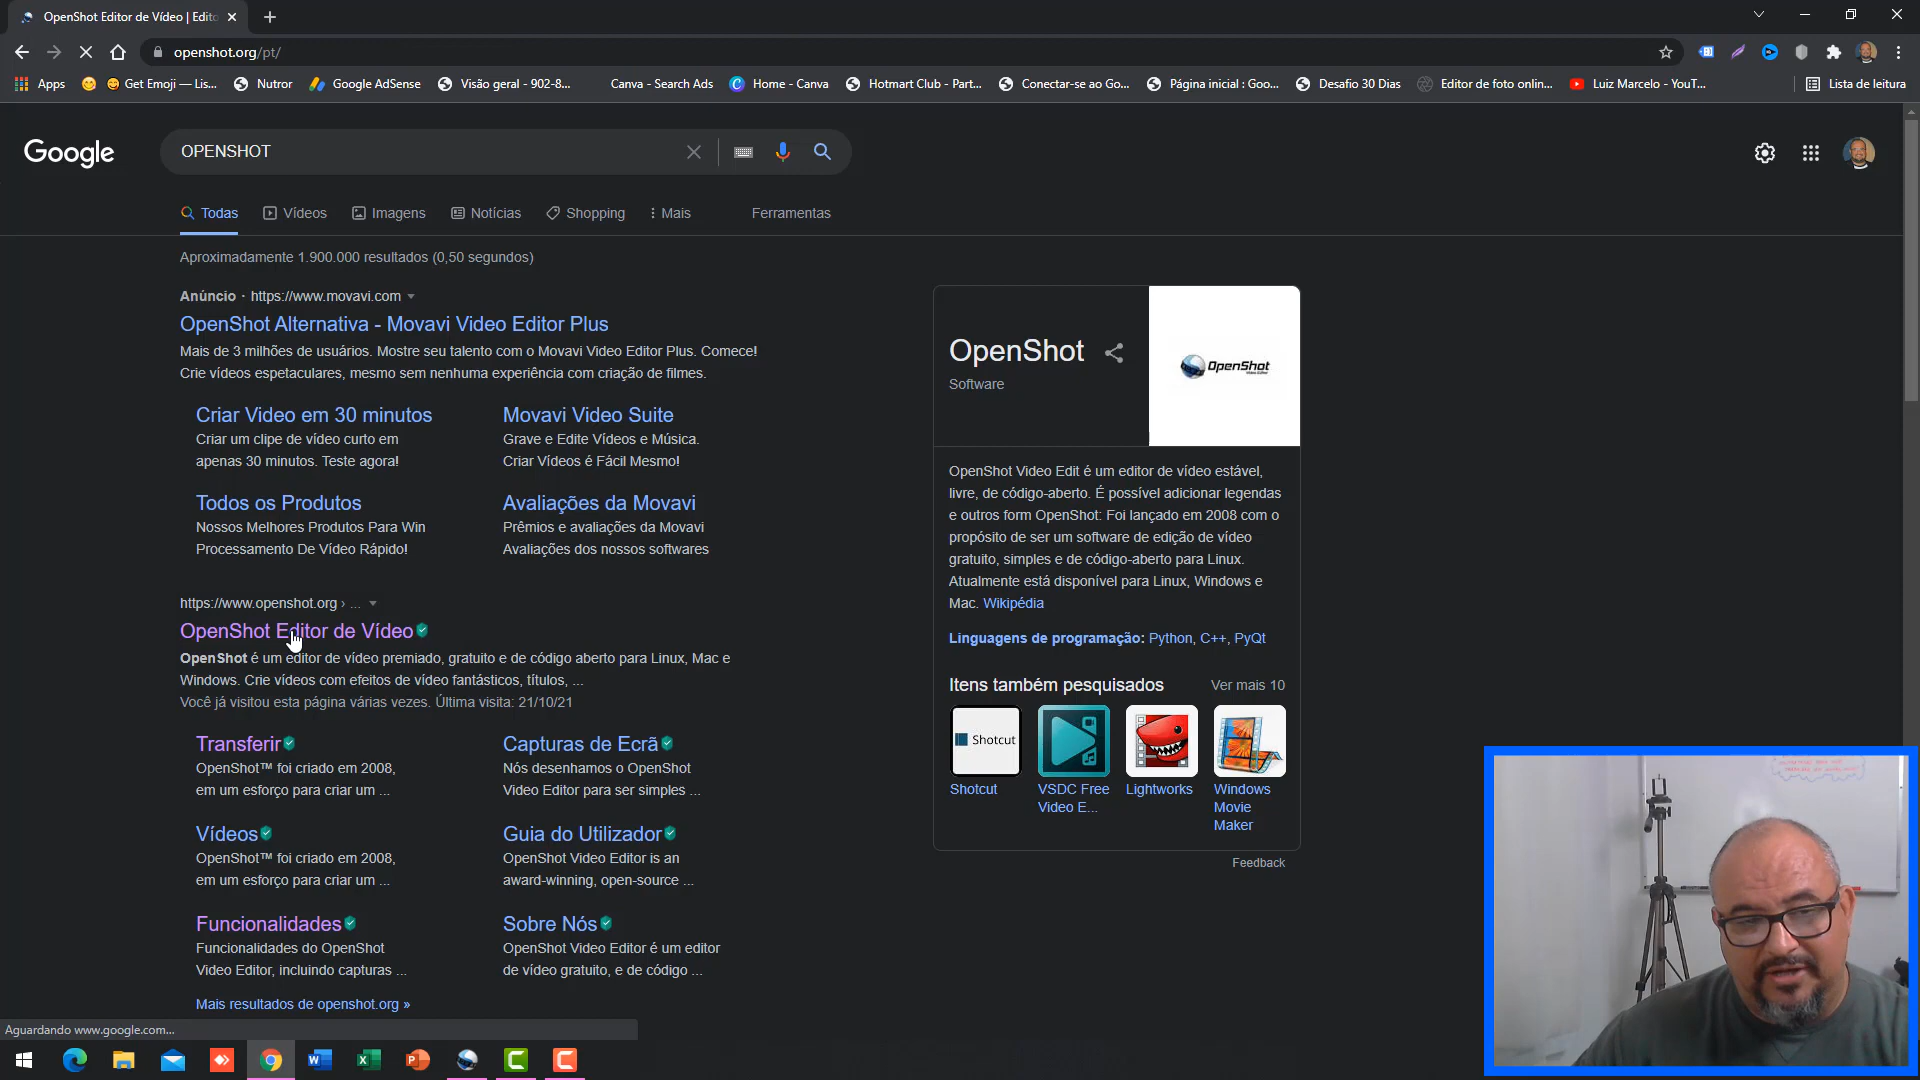 OpenShot Editor de Vídeo | Edito
openshot.org/pt/
Apps
Get Emoji — Lis...
Nutror
Google AdSense
Visão geral - 902-8...
Canva - Search Ads
Home - Canva
Hotmart Club - Part...
Conectar-se ao Go...
Página inicial : Goo...
Desafio 30 Dias
Editor de foto onlin...
Luiz Marcelo - YouT...
Lista de leitura
Google
OPENSHOT
Todas
Vídeos
Imagens
Notícias
Shopping
Mais
Ferramentas
Aproximadamente 1.900.000 resultados (0,50 segundos)
Anúncio · https://www.movavi.com
OpenShot Alternativa - Movavi Video Editor Plus
Mais de 3 milhões de usuários. Mostre seu talento com o Movavi Video Editor Plus. Comece!
Crie vídeos espetaculares, mesmo sem nenhuma experiência com criação de filmes.
Criar Video em 30 minutos
Criar um clipe de vídeo curto em
apenas 30 minutos. Teste agora!
Movavi Video Suite
Grave e Edite Vídeos e Música.
Criar Vídeos é Fácil Mesmo!
Todos os Produtos
Nossos Melhores Produtos Para Win
Processamento De Vídeo Rápido!
Avaliações da Movavi
Prêmios e avaliações da Movavi
Avaliações dos nossos softwares
https://www.openshot.org › ...
OpenShot Editor de Vídeo
OpenShot é um editor de vídeo premiado, gratuito e de código aberto para Linux, Mac e
Windows. Crie vídeos com efeitos de vídeo fantásticos, títulos, ...
Você já visitou esta página várias vezes. Última visita: 21/10/21
Transferir
OpenShot™ foi criado em 2008,
em um esforço para criar um ...
Capturas de Ecrã
Nós desenhamos o OpenShot
Video Editor para ser simples ...
Vídeos
OpenShot™ foi criado em 2008,
em um esforço para criar um ...
Guia do Utilizador
OpenShot Video Editor is an
award-winning, open-source ...
Funcionalidades
Funcionalidades do OpenShot
Video Editor, incluindo capturas ...
Sobre Nós
OpenShot Video Editor é um editor
de vídeo gratuito, e de código ...
Mais resultados de openshot.org »
OpenShot
Software
OpenShot
Video Editor
OpenShot Video Edit é um editor de vídeo estável,
livre, de código-aberto. É possível adicionar legendas
e outros form OpenShot: Foi lançado em 2008 com o
propósito de ser um software de edição de vídeo
gratuito, simples e de código-aberto para Linux.
Atualmente está disponível para Linux, Windows e
Mac. Wikipédia
Linguagens de programação: Python, C++, PyQt
Itens também pesquisados
Ver mais 10
Shotcut
Shotcut
VSDC Free
Video E...
Lightworks
Windows
Movie
Maker
Feedback
Aguardando www.google.com...